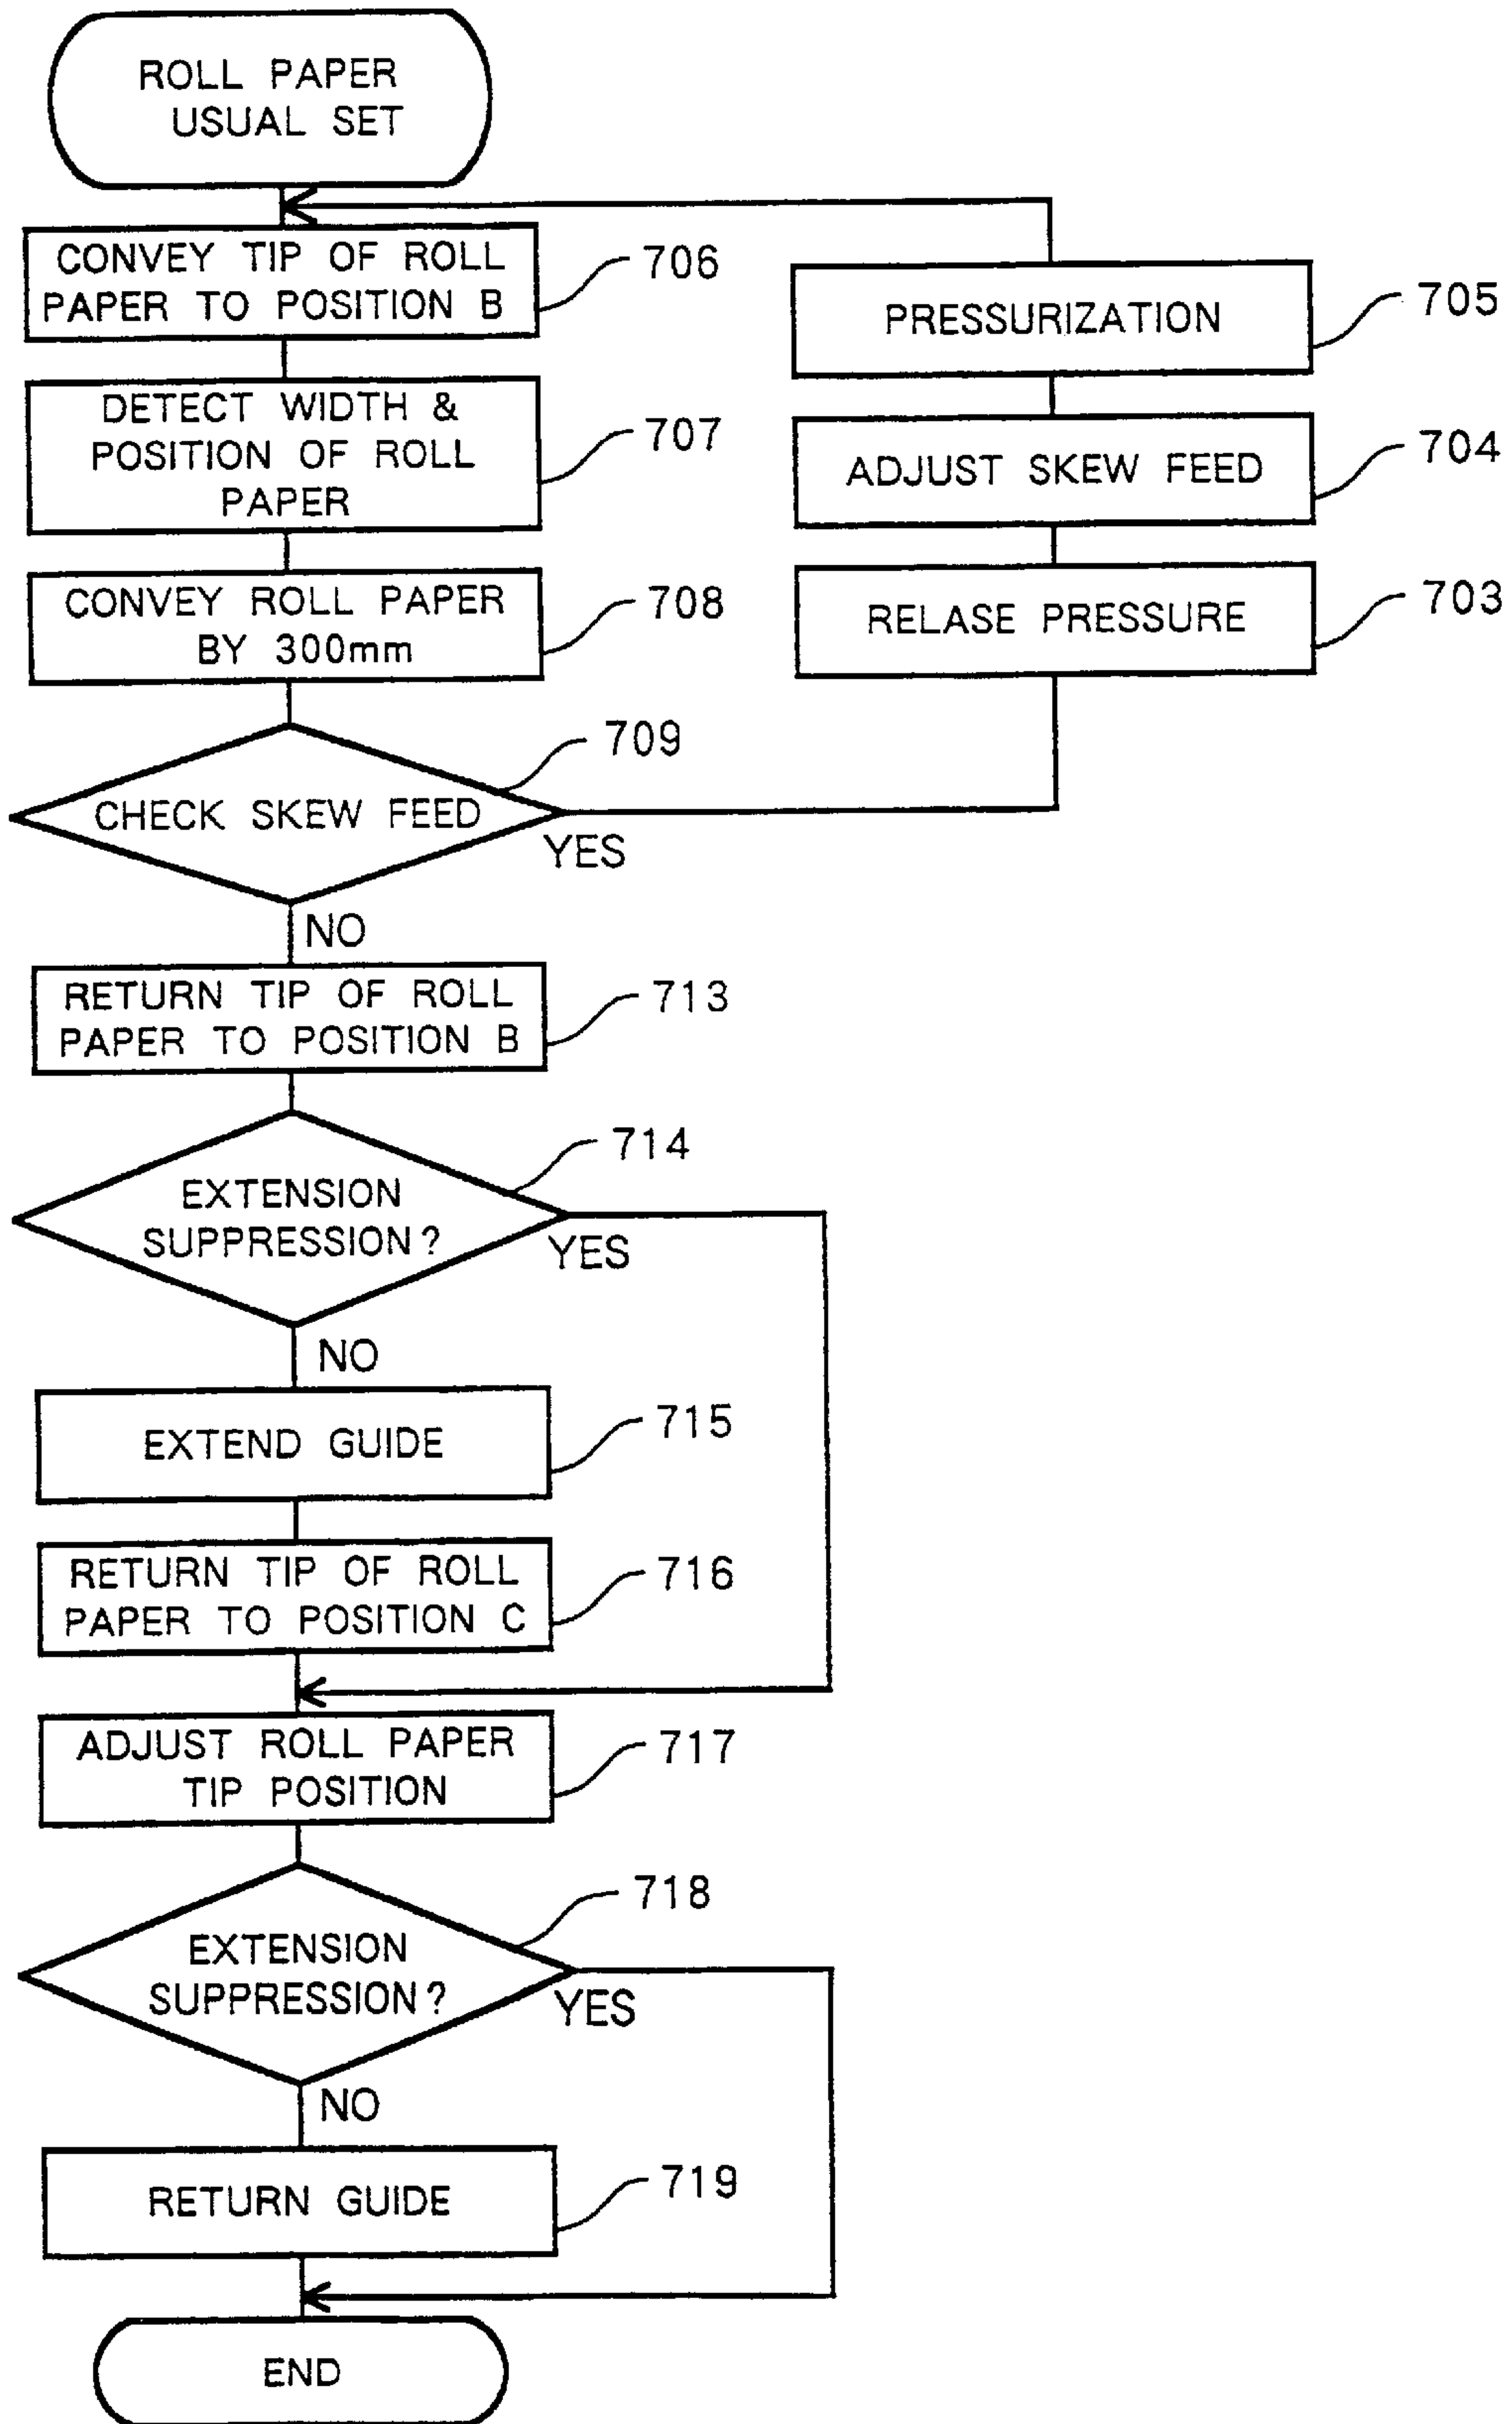 ROLL PAPER
USUAL SET
CONVEY TIP OF ROLL
PAPER TO POSITION B
706
DETECT WIDTH &
POSITION OF ROLL
PAPER
707
CONVEY ROLL PAPER
BY 300mm
708
CHECK SKEW FEED
709
YES
NO
PRESSURIZATION
705
ADJUST SKEW FEED
704
RELASE PRESSURE
703
RETURN TIP OF ROLL
PAPER TO POSITION B
713
EXTENSION
SUPPRESSION?
714
YES
NO
EXTEND GUIDE
715
RETURN TIP OF ROLL
PAPER TO POSITION C
716
ADJUST ROLL PAPER
TIP POSITION
717
EXTENSION
SUPPRESSION?
718
YES
NO
RETURN GUIDE
719
END